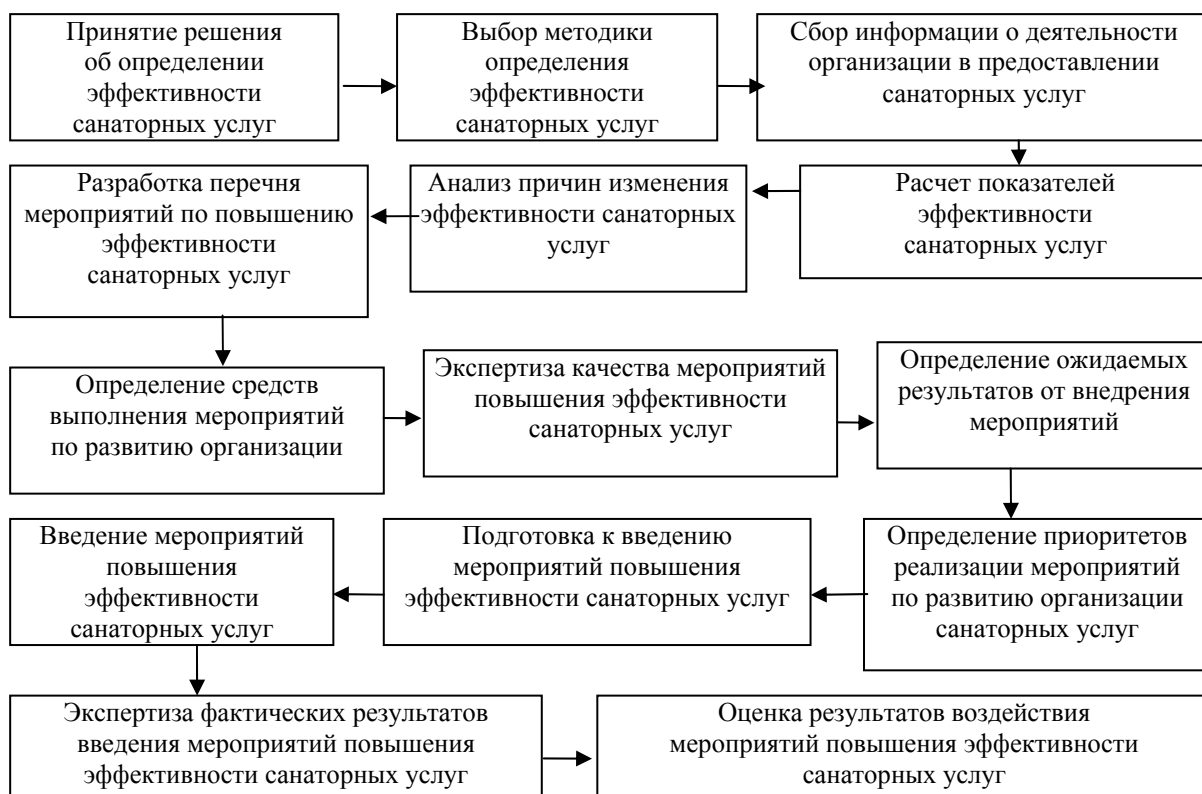 Принятие решения
об определении
эффективности
санаторных услуг
Выбор методики
определения
эффективности
санаторных услуг
Сбор информации о деятельности
организации в предоставлении
санаторных услуг
Разработка перечня
мероприятий по повышению
эффективности
санаторных услуг
Анализ причин изменения
эффективности санаторных
услуг
Расчет показателей
эффективности
санаторных услуг
Определение средств
выполнения мероприятий
по развитию организации
Экспертиза качества мероприятий
повышения эффективности
санаторных услуг
Определение ожидаемых
результатов от внедрения
мероприятий
Введение мероприятий
повышения
эффективности
санаторных услуг
Подготовка к введению
мероприятий повышения
эффективности санаторных услуг
Определение приоритетов
реализации мероприятий
по развитию организации
санаторных услуг
Экспертиза фактических результатов
введения мероприятий повышения
эффективности санаторных услуг
Оценка результатов воздействия
мероприятий повышения эффективности
санаторных услуг